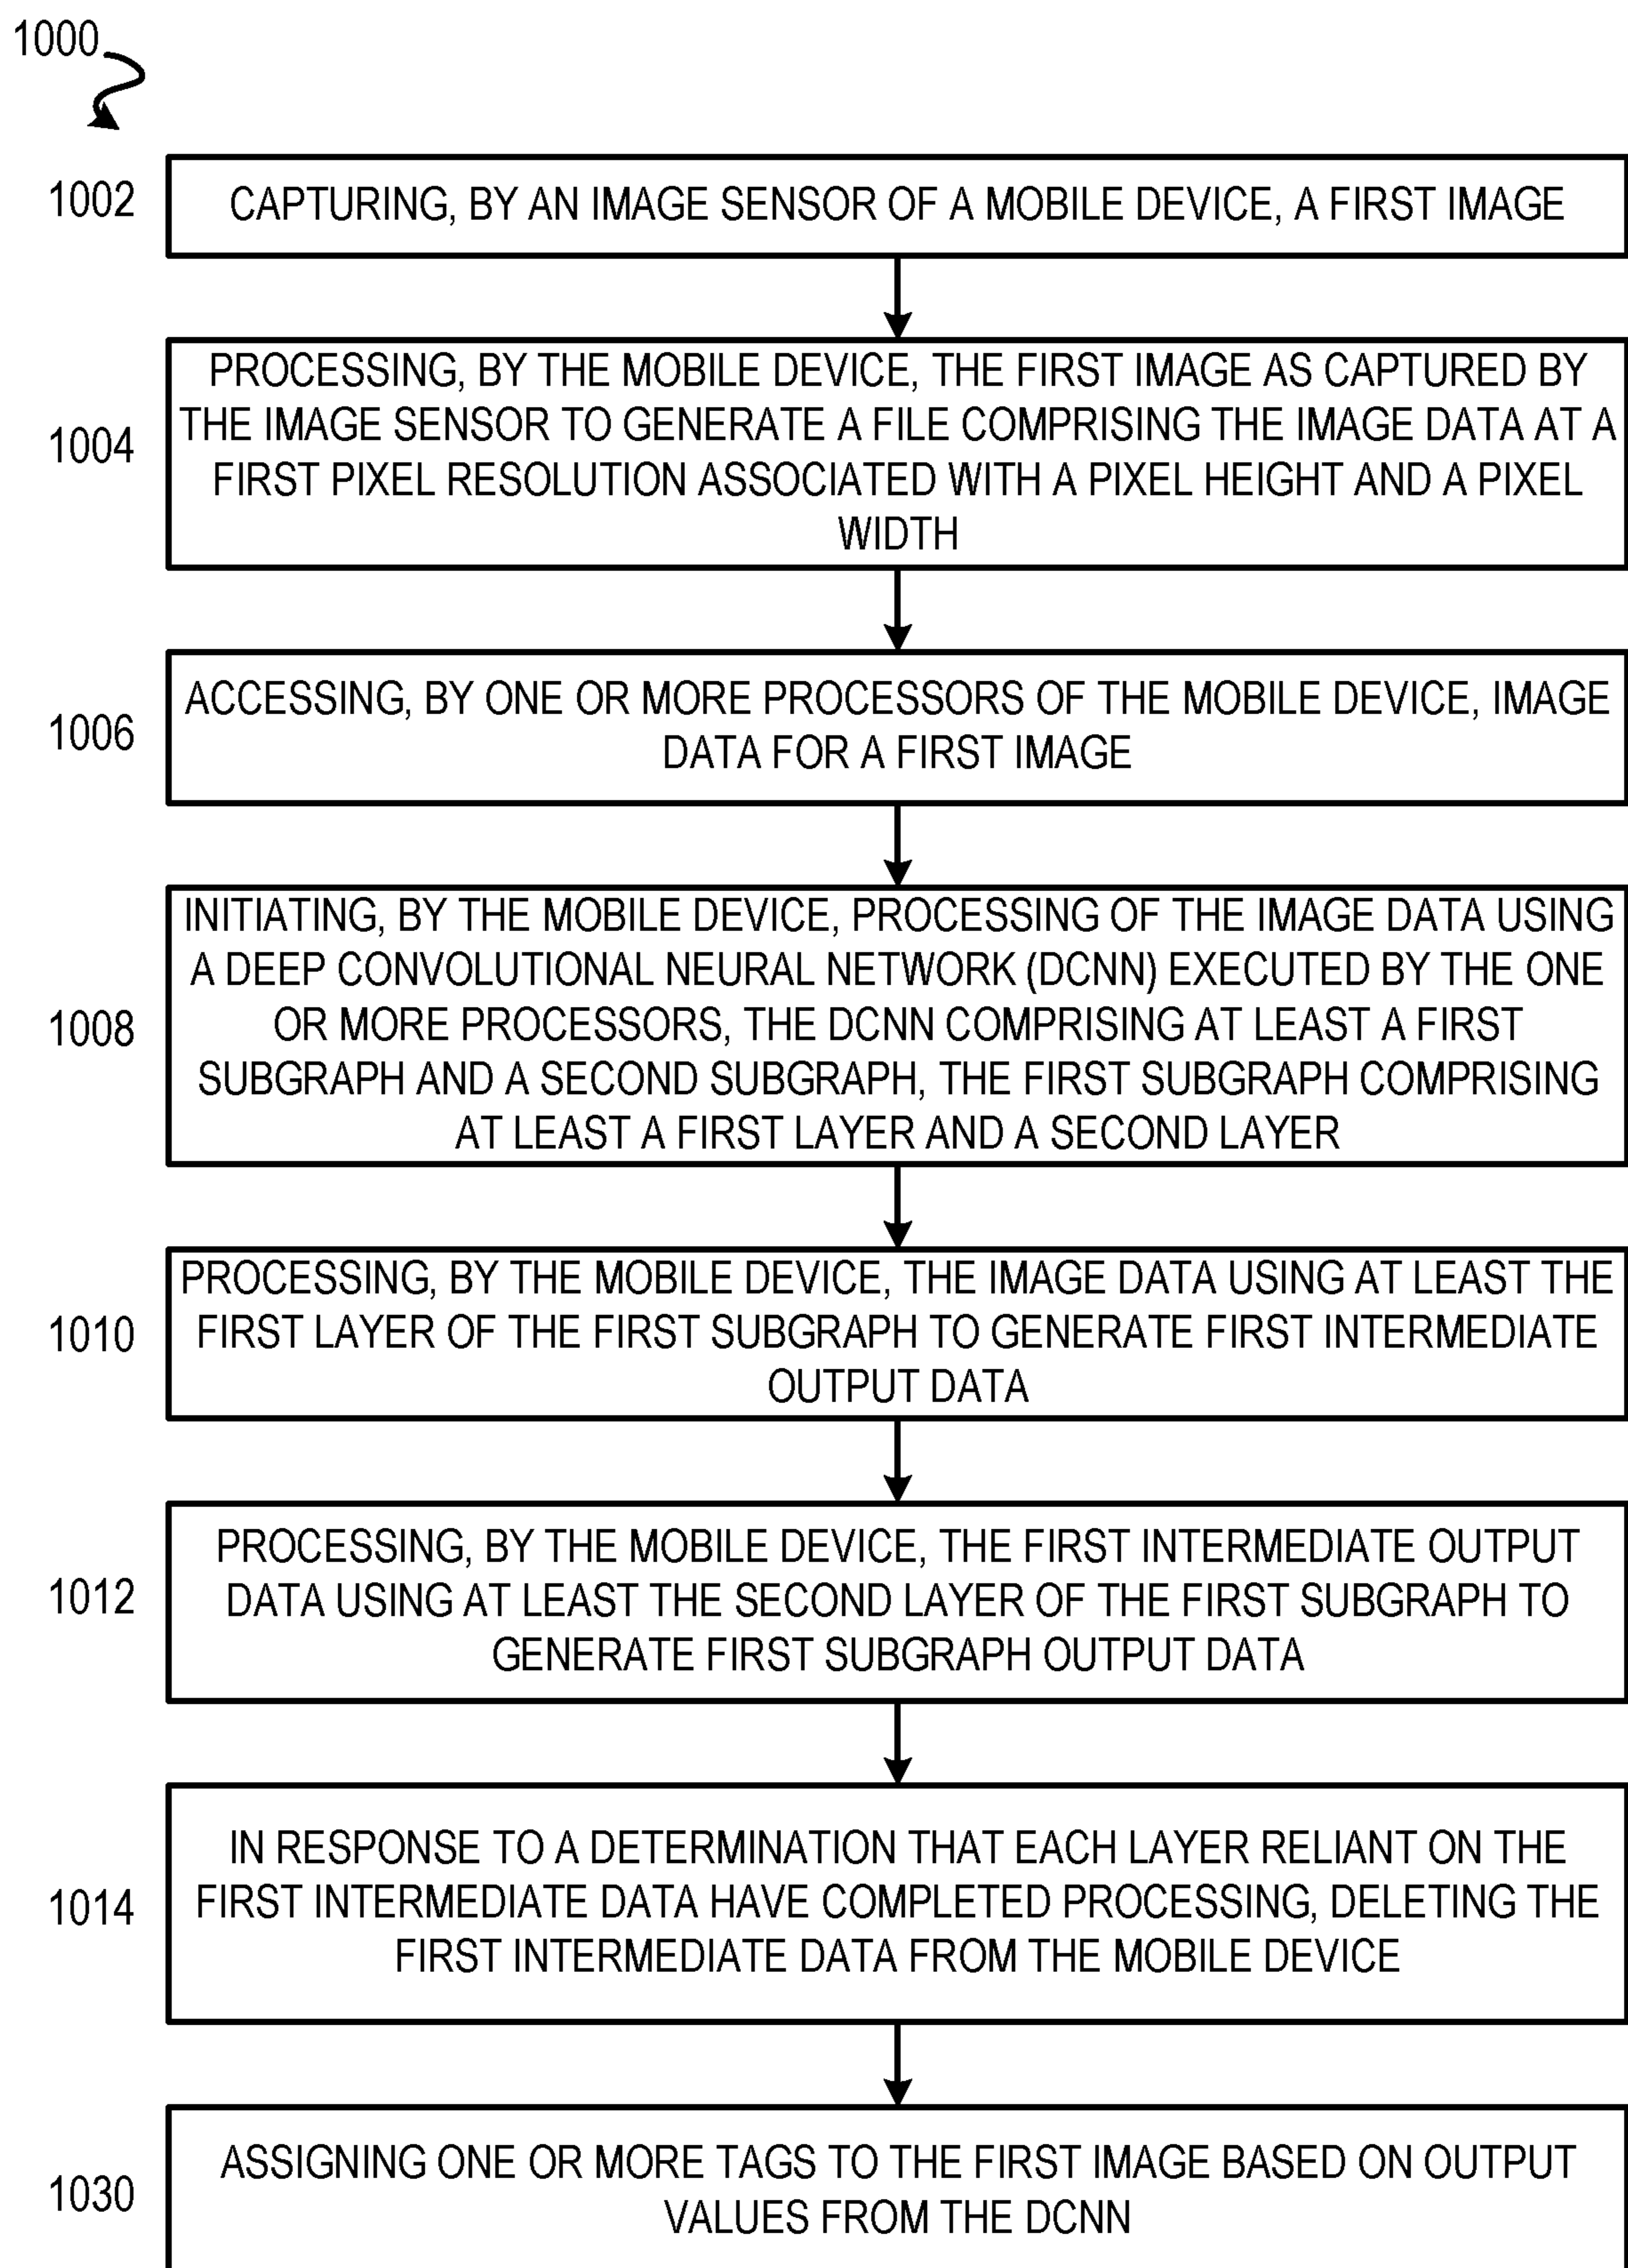 1000
1002
CAPTURING, BY AN IMAGE SENSOR OF A MOBILE DEVICE, A FIRST IMAGE
1004
PROCESSING, BY THE MOBILE DEVICE, THE FIRST IMAGE AS CAPTURED BY
THE IMAGE SENSOR TO GENERATE A FILE COMPRISING THE IMAGE DATA AT A
FIRST PIXEL RESOLUTION ASSOCIATED WITH A PIXEL HEIGHT AND A PIXEL
WIDTH
1006
ACCESSING, BY ONE OR MORE PROCESSORS OF THE MOBILE DEVICE, IMAGE
DATA FOR A FIRST IMAGE
1008
INITIATING, BY THE MOBILE DEVICE, PROCESSING OF THE IMAGE DATA USING
A DEEP CONVOLUTIONAL NEURAL NETWORK (DCNN) EXECUTED BY THE ONE
OR MORE PROCESSORS, THE DCNN COMPRISING AT LEAST A FIRST
SUBGRAPH AND A SECOND SUBGRAPH, THE FIRST SUBGRAPH COMPRISING
AT LEAST A FIRST LAYER AND A SECOND LAYER
1010
PROCESSING, BY THE MOBILE DEVICE, THE IMAGE DATA USING AT LEAST THE
FIRST LAYER OF THE FIRST SUBGRAPH TO GENERATE FIRST INTERMEDIATE
OUTPUT DATA
1012
PROCESSING, BY THE MOBILE DEVICE, THE FIRST INTERMEDIATE OUTPUT
DATA USING AT LEAST THE SECOND LAYER OF THE FIRST SUBGRAPH TO
GENERATE FIRST SUBGRAPH OUTPUT DATA
1014
IN RESPONSE TO A DETERMINATION THAT EACH LAYER RELIANT ON THE
FIRST INTERMEDIATE DATA HAVE COMPLETED PROCESSING, DELETING THE
FIRST INTERMEDIATE DATA FROM THE MOBILE DEVICE
1030
ASSIGNING ONE OR MORE TAGS TO THE FIRST IMAGE BASED ON OUTPUT
VALUES FROM THE DCNN